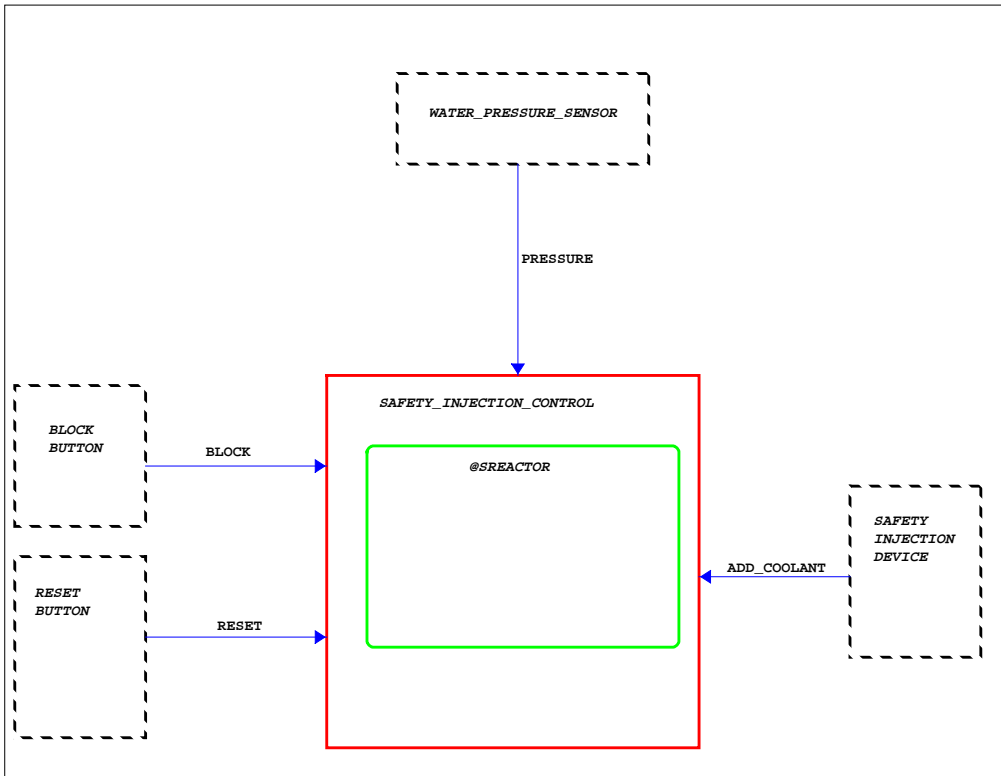 WATER_PRESSURE_SENSOR
PRESSURE
SAFETY_INJECTION_CONTROL
BLOCK
BUTTON
BLOCK
@SREACTOR
SAFETY
INJECTION
DEVICE
ADD_COOLANT
RESET
BUTTON
RESET